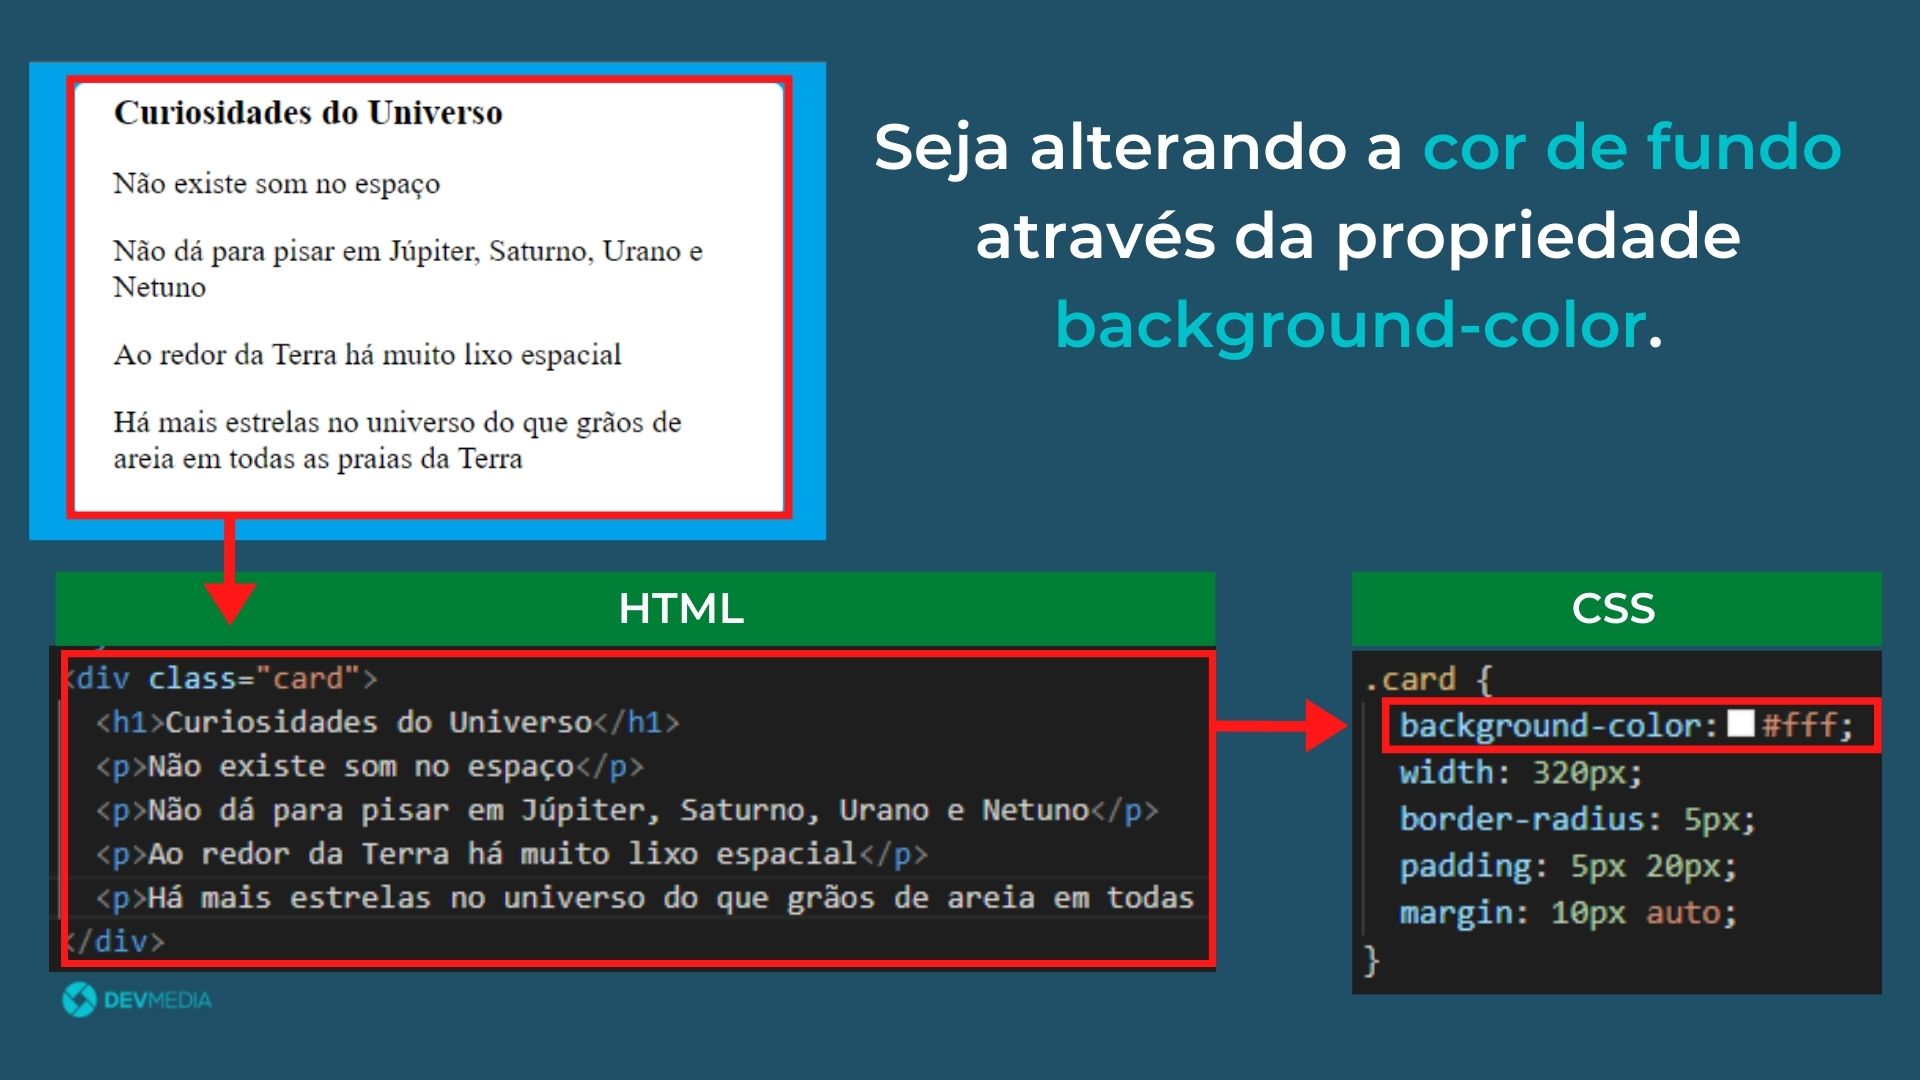 Curiosidades do Universo
Não existe som no espaço
Não dá para pisar em Júpiter, Saturno, Urano e
Netuno
Ao redor da Terra há muito lixo espacial
Há mais estrelas no universo do que grãos de
areia em todas as praias da Terra
Seja alterando a cor de fundo
através da propriedade
background-color.
HTML
<div class="card">
<h1>Curiosidades do Universo</h1>
<p>Não existe som no espaço</p>
<p>Não dá para pisar em Júpiter, Saturno, Urano e Netuno</p>
<p>Ao redor da Terra há muito lixo espacial</p>
<p>Há mais estrelas no universo do que grãos de areia em todas
</div>
CSS
.card {
background-color: #fff;
width: 320px;
border-radius: 5px;
padding: 5px 20px;
margin: 10px auto;
}
DEVMEDIA